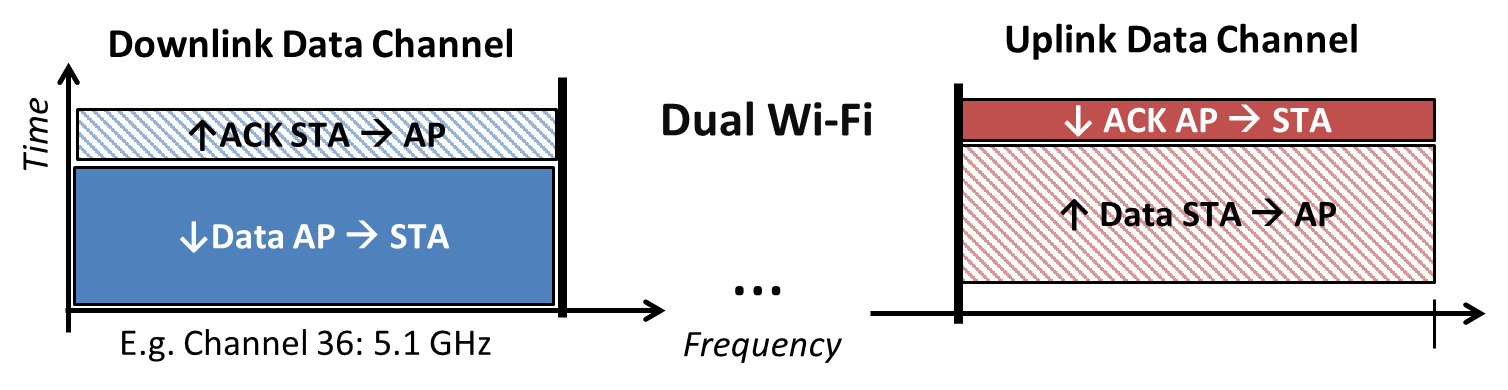 Downlink Data Channel
Uplink Data Channel
Time
↑ACK STA → AP
Dual Wi-Fi
↓ ACK AP → STA
↓Data AP → STA
↑ Data STA → AP
...
E.g. Channel 36: 5.1 GHz
Frequency